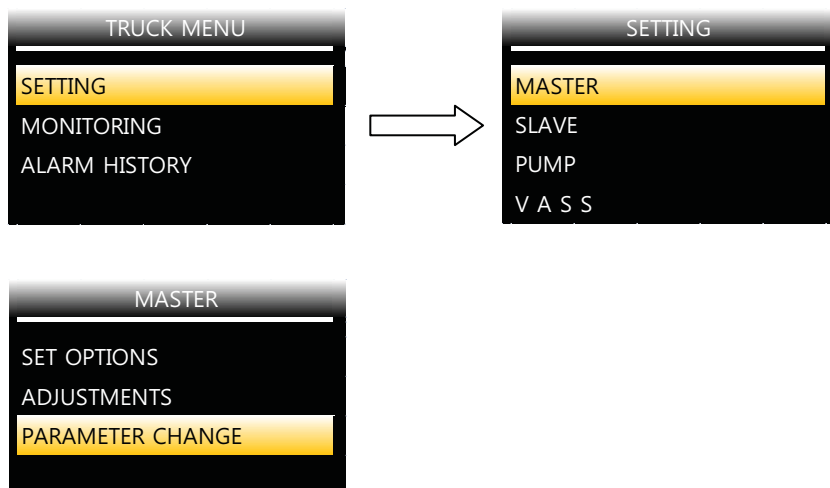 TRUCK MENU
SETTING
MONITORING
ALARM HISTORY
SETTING
MASTER
SLAVE
PUMP
V A S S
MASTER
SET OPTIONS
ADJUSTMENTS
PARAMETER CHANGE